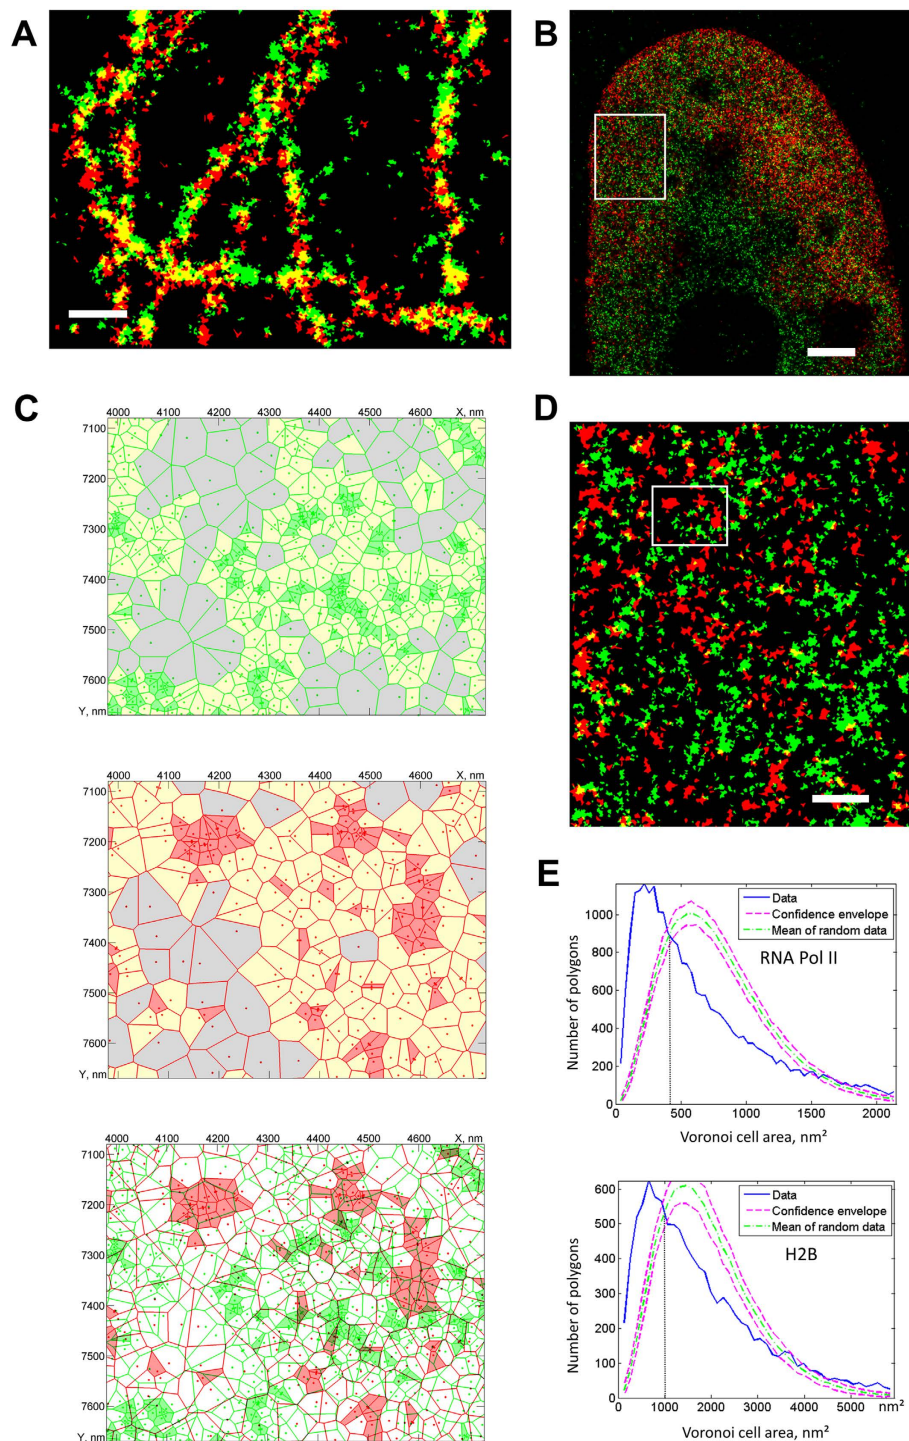 A
B
C
4000 4100 4200 4300 4400 4500 4600 X, nm
7100
7200
7300
7400
7500
7600
Y, nm
4000 4100 4200 4300 4400 4500 4600 X, nm
7100
7200
7300
7400
7500
7600
Y, nm
4000 4100 4200 4300 4400 4500 4600 X, nm
7100
7200
7300
7400
7500
7600
Y, nm
D
E
Number of polygons
1000
800
600
400
200
0
0 500 1000 1500 2000
Data
Confidence envelope
Mean of random data
RNA Pol II
Voronoi cell area, nm²
Number of polygons
600
500
400
300
200
100
0
0 1000 2000 3000 4000 5000 nm²
Data
Confidence envelope
Mean of random data
H2B
Voronoi cell area, nm²